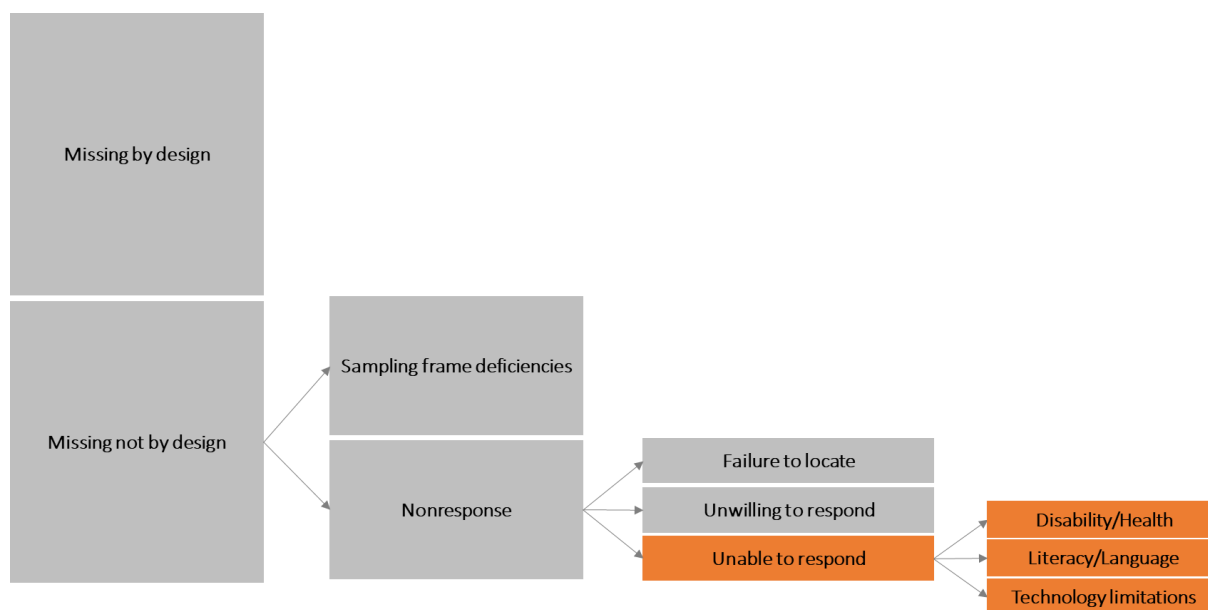 Missing by design
Missing not by design
Sampling frame deficiencies
Nonresponse
Failure to locate
Unwilling to respond
Unable to respond
Disability/Health
Literacy/Language
Technology limitations